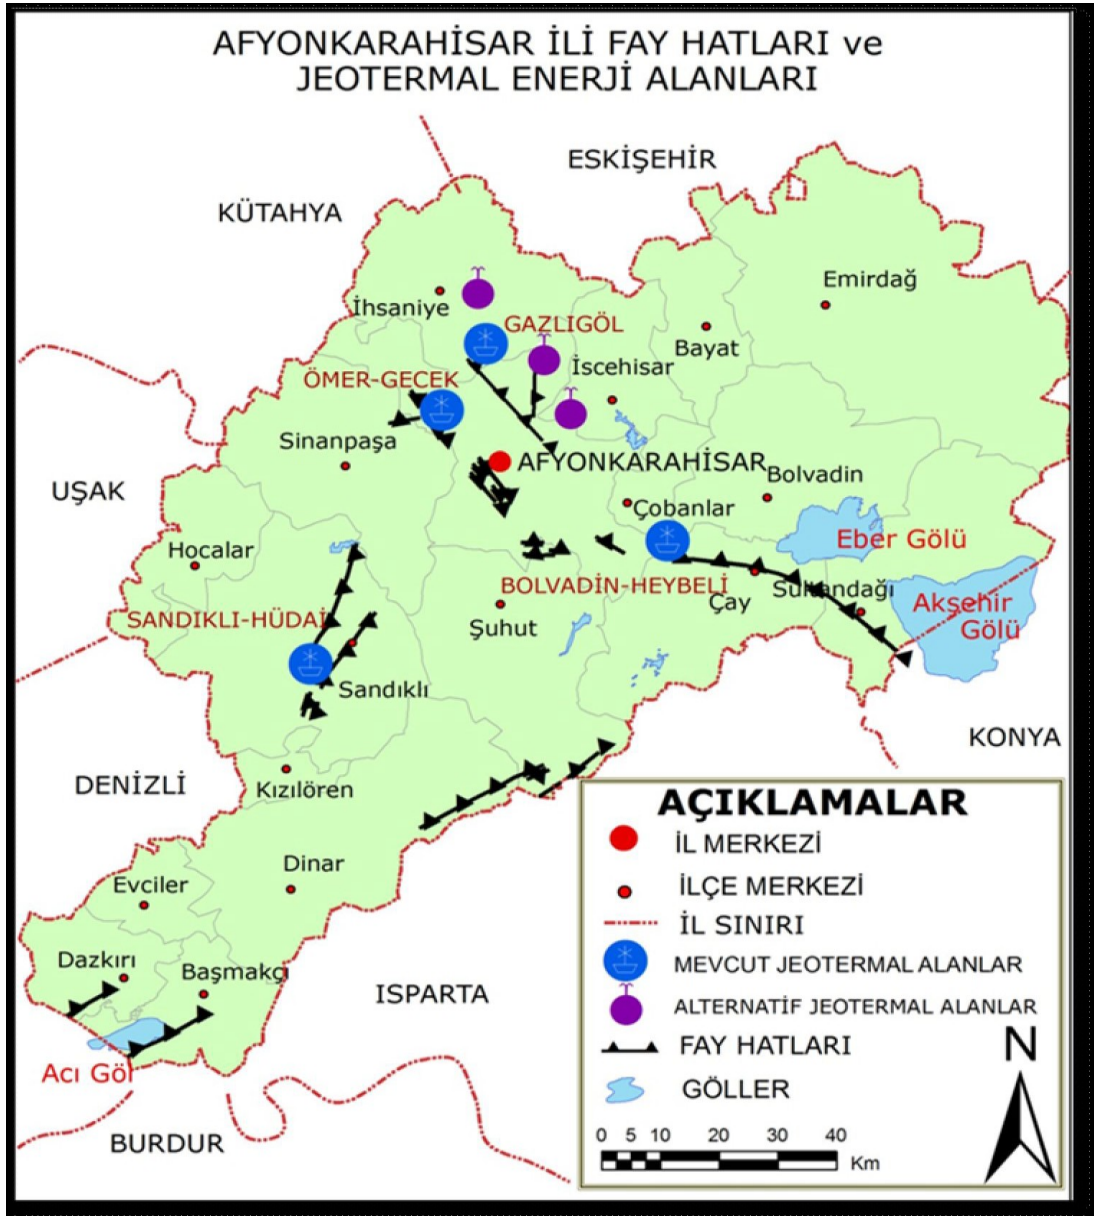 AFYONKARAHİSAR İLİ FAY HATLARI ve
JEOTERMAL ENERJİ ALANLARI
ESKİŞEHİR
KÜTAHYA
Emirdağ
İhsaniye
GAZLIGÖL
Bayat
İscehisar
ÖMER-GECEK
Sinanpaşa
AFYONKARAHİSAR
Bolvadin
UŞAK
Çobanlar
Eber Gölü
Hocalar
BOLVADİN-HEYBELİ
Sultandağı
Çay
Akşehir
Gölü
SANDIKLI-HÜDAİ
Şuhut
Sandıklı
KONYA
DENİZLİ
Kızılören
Dinar
Evciler
Dazkırı
Başmakçı
ISPARTA
Acı Göl
BURDUR
AÇIKLAMALAR
İL MERKEZİ
İLÇE MERKEZİ
İL SINIRI
MEVCUT JEOTERMAL ALANLAR
ALTERNATİF JEOTERMAL ALANLAR
FAY HATLARI
GÖLLER
N
0 5 10 20 30 40
Km